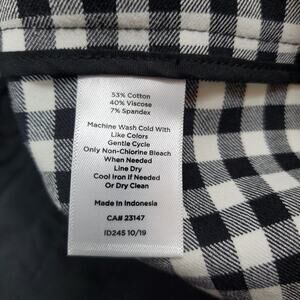 53% Cotton
40% Viscose
7% Spandex
Machine Wash Cold With
Like Colors
Gentle Cycle
Only Non-Chlorine Bleach
When Needed
Line Dry
Cool Iron If Needed
Or Dry Clean
Made In Indonesia
CA# 23147
ID245 10/19